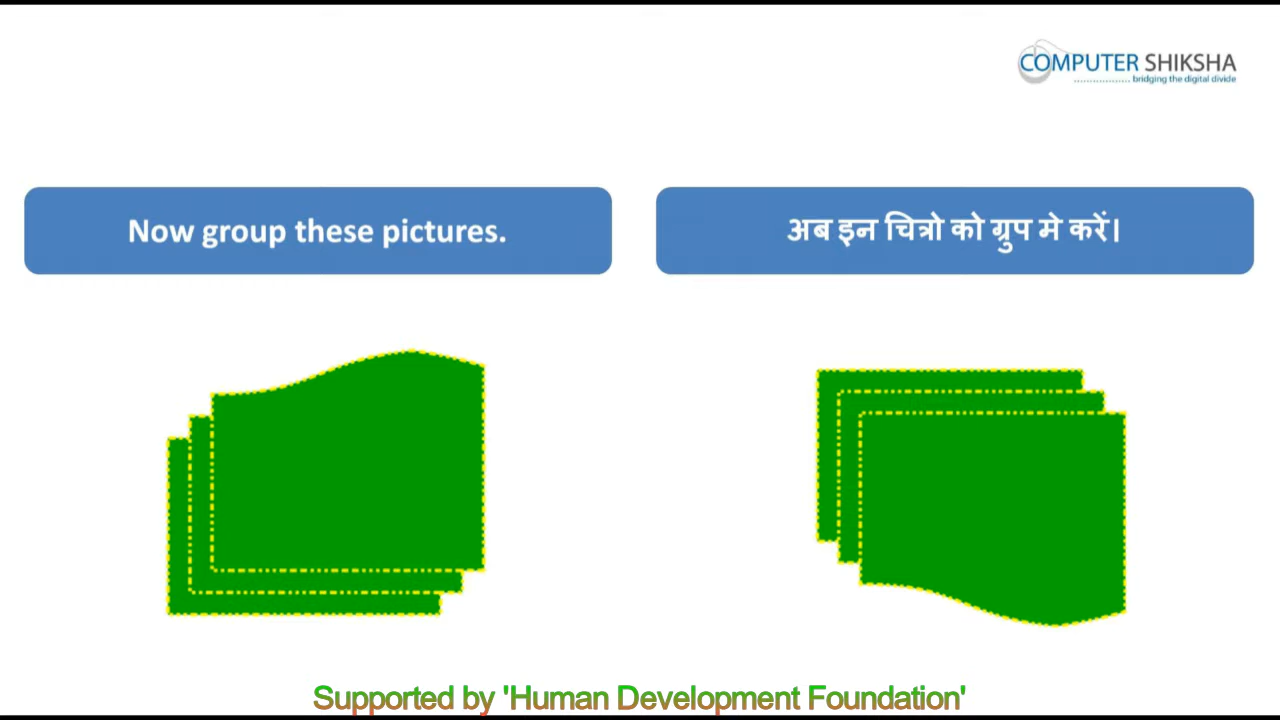 COMPUTER SHIKSHA
bridging the digital divide
Now group these pictures.
अब इन चित्रो को ग्रुप मे करें।
Supported by 'Human Development Foundation'